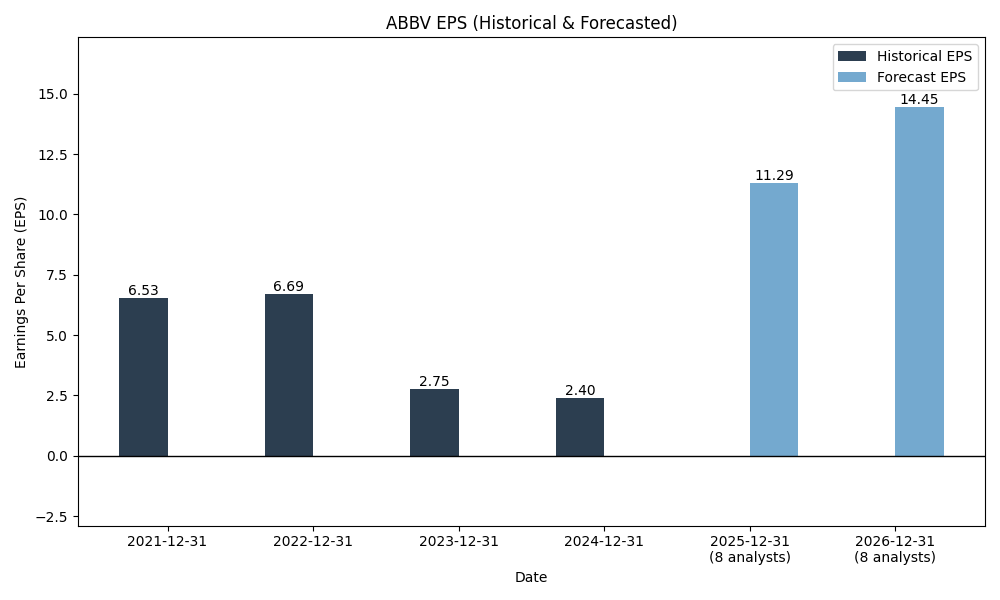 ABBV EPS (Historical & Forecasted)
Historical EPS
Forecast EPS
Earnings Per Share (EPS)
15.0
12.5
10.0
7.5
5.0
2.5
0.0
−2.5
6.53
6.69
2.75
2.40
11.29
14.45
2021-12-31
2022-12-31
2023-12-31
2024-12-31
2025-12-31
(8 analysts)
2026-12-31
(8 analysts)
Date